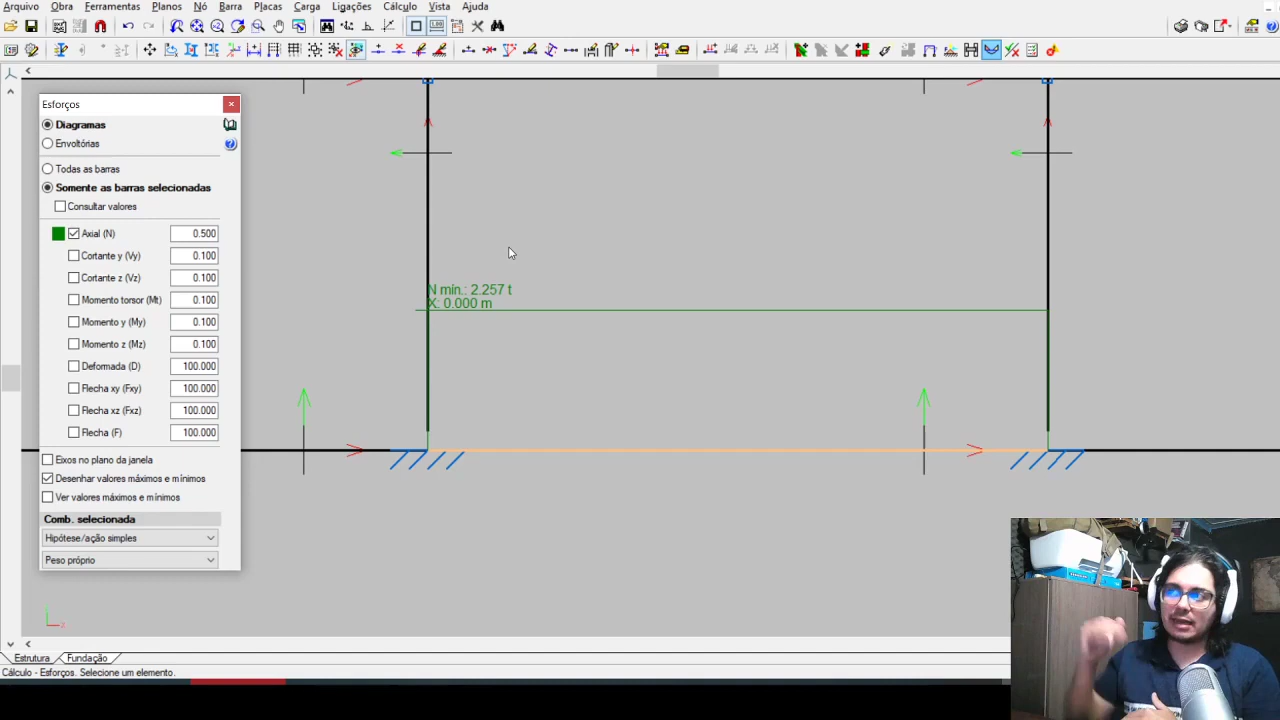 Arquivo Obra Ferramentas Planos Nó Barra Placas Carga Ligações Cálculo Vista Ajuda
Esforços
Diagramas
Envoltórias
Todas as barras
Somente as barras selecionadas
Consultar valores
Axial (N) 0.500
Cortante y (Vy) 0.100
Cortante z (Vz) 0.100
Momento torsor (Mt) 0.100
Momento y (My) 0.100
Momento z (Mz) 0.100
Deformada (D) 100.000
Flecha xy (Fxy) 100.000
Flecha xz (Fxz) 100.000
Flecha (F) 100.000
Eixos no plano da janela
Desenhar valores máximos e mínimos
Ver valores máximos e mínimos
Comb. selecionada
Hipótese/ação simples
Peso próprio
N mín.: 2.257 t
X: 0.000 m
Estrutura Fundação
Cálculo - Esforços. Selecione um elemento.